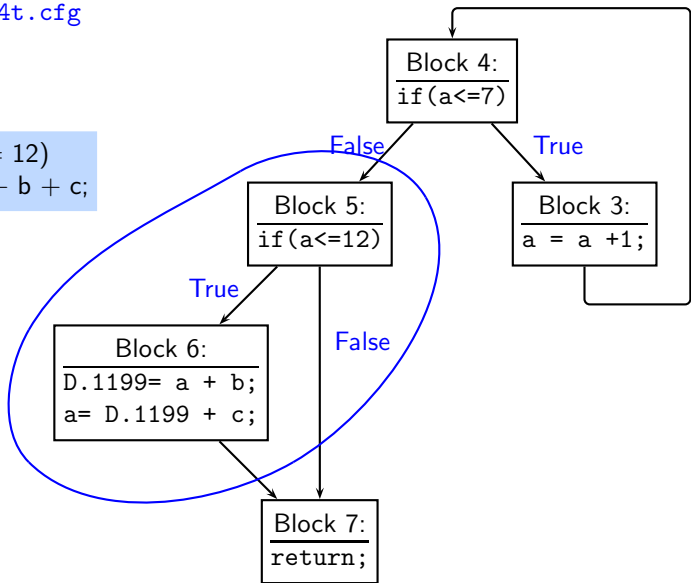 4t.cfg
Block 4:
if(a<=7)
= 12)
b + c;
False
True
Block 5:
if(a<=12)
Block 3:
a = a +1;
True
False
Block 6:
D.1199= a + b;
a= D.1199 + c;
Block 7:
return;